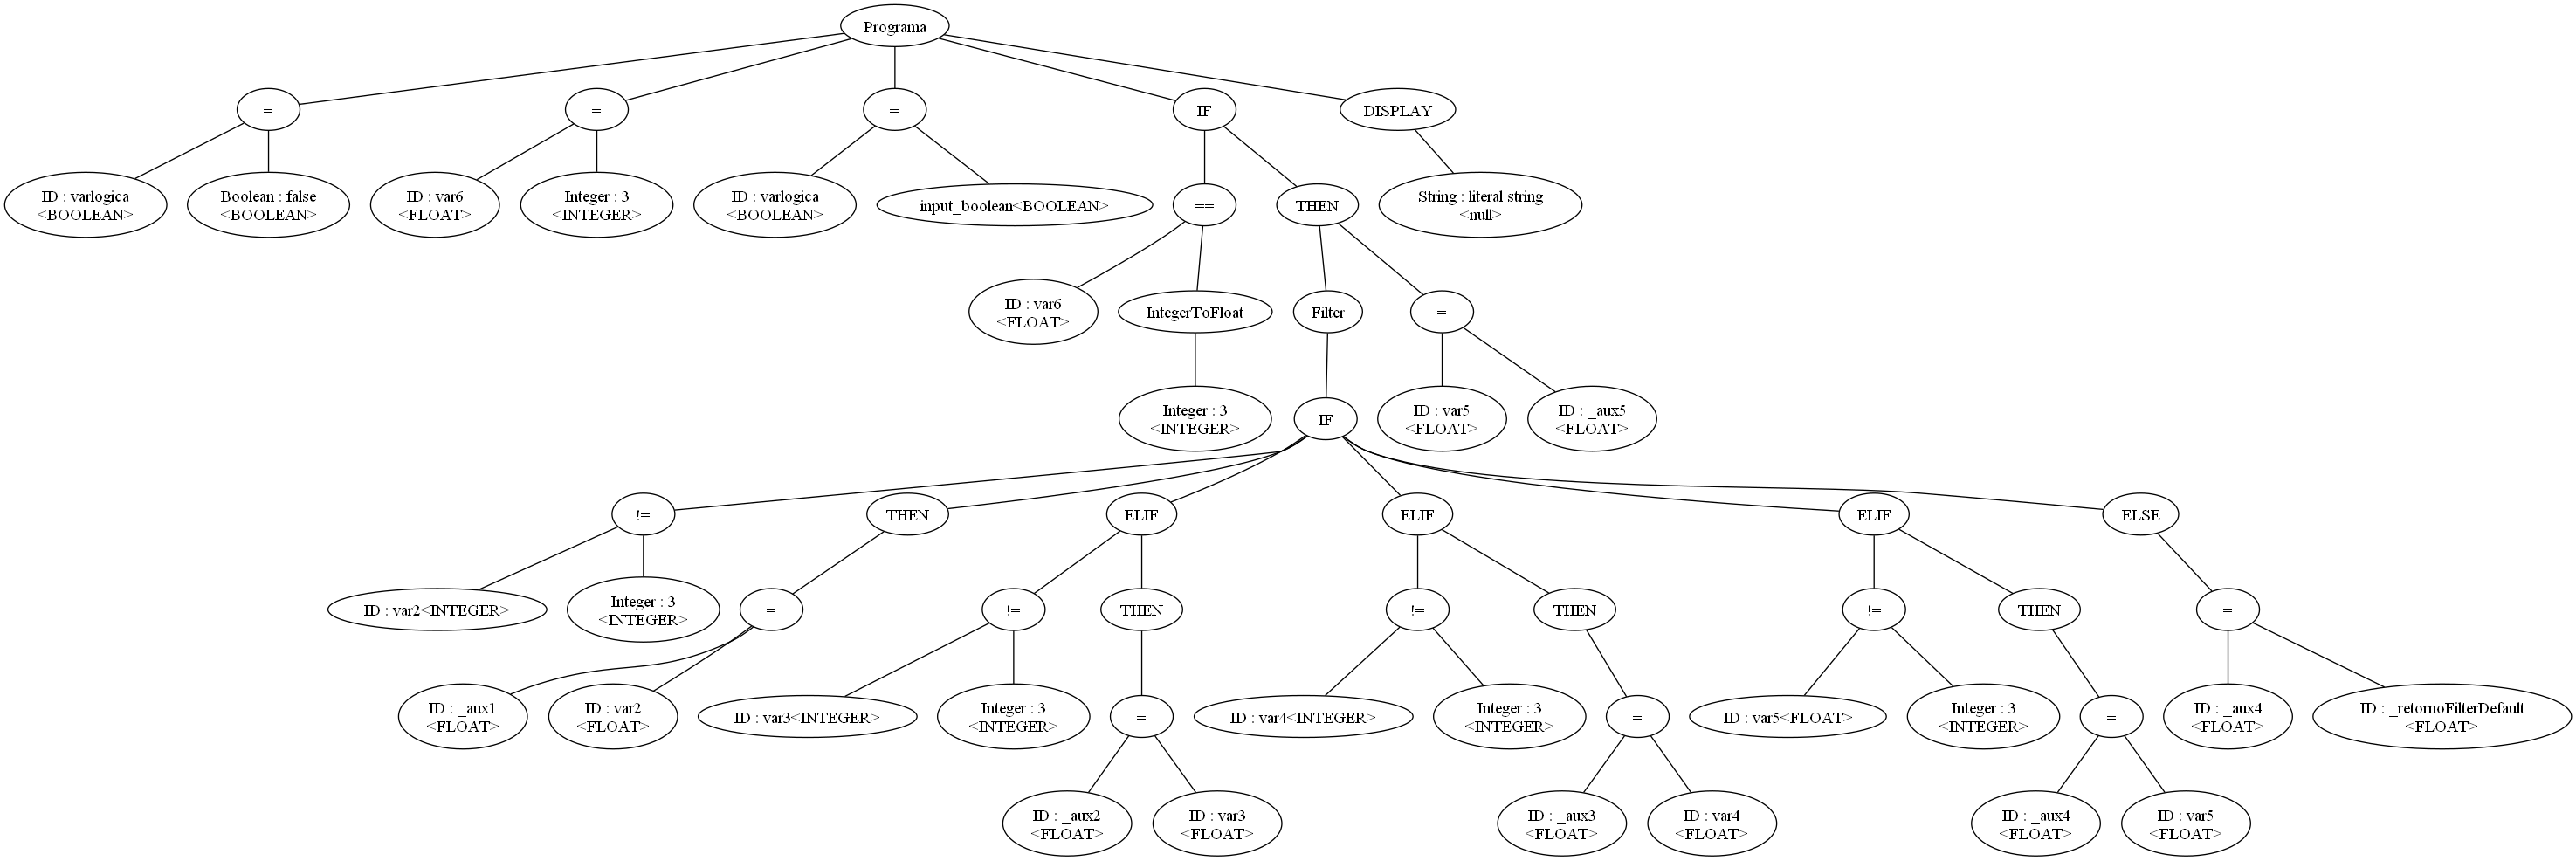 Programa
=
=
=
IF
DISPLAY
ID : varlogica
<BOOLEAN>
Boolean : false
<BOOLEAN>
ID : var6
<FLOAT>
Integer : 3
<INTEGER>
ID : varlogica
<BOOLEAN>
input_boolean<BOOLEAN>
==
THEN
String : literal string
<null>
ID : var6
<FLOAT>
IntegerToFloat
Filter
=
Integer : 3
<INTEGER>
IF
ID : var5
<FLOAT>
ID : _aux5
<FLOAT>
!=
THEN
ELIF
ELIF
ELIF
ELSE
ID : var2<INTEGER>
Integer : 3
<INTEGER>
=
!=
THEN
!=
THEN
!=
THEN
=
ID : _aux1
<FLOAT>
ID : var2
<FLOAT>
ID : var3<INTEGER>
Integer : 3
<INTEGER>
=
ID : var4<INTEGER>
Integer : 3
<INTEGER>
=
ID : var5<FLOAT>
Integer : 3
<INTEGER>
=
ID : _aux4
<FLOAT>
ID : _retornoFilterDefault
<FLOAT>
ID : _aux2
<FLOAT>
ID : var3
<FLOAT>
ID : _aux3
<FLOAT>
ID : var4
<FLOAT>
ID : _aux4
<FLOAT>
ID : var5
<FLOAT>